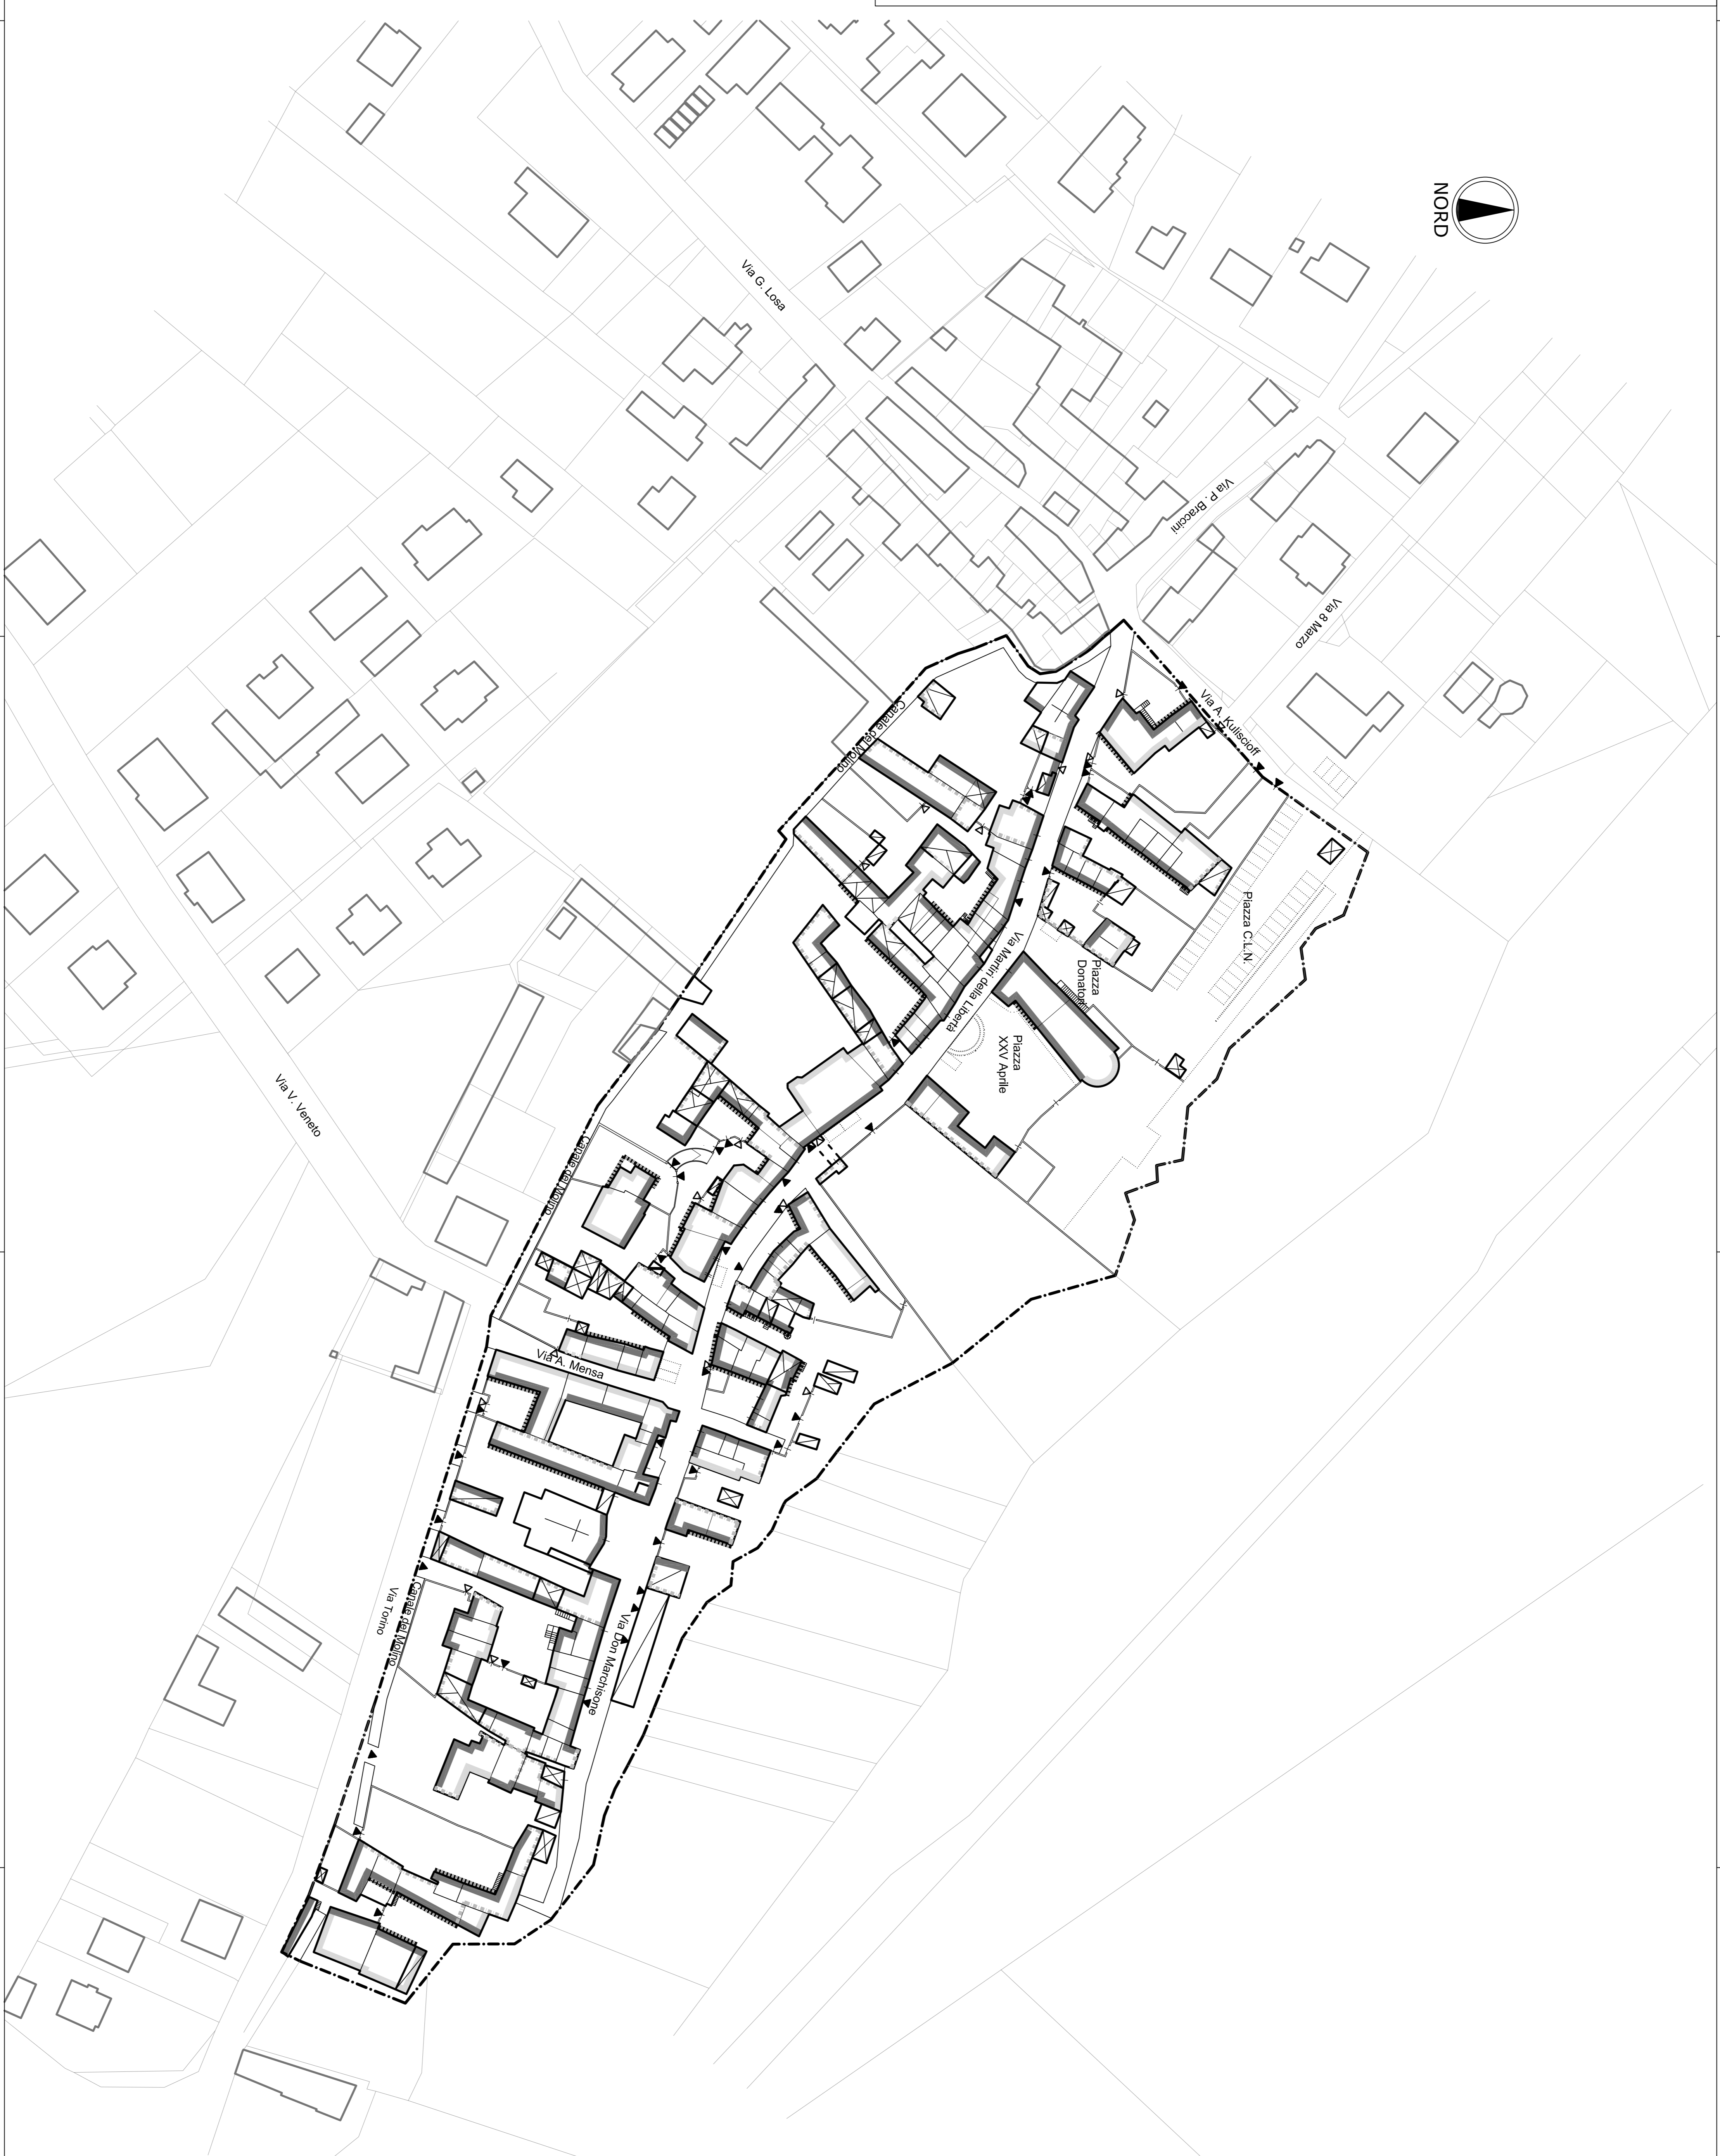 NORD
Via G. Losa
Via P. Braccini
Via 8 Marzo
Via A. Kuliscioff
Canale del Molino
Piazza C.L.N.
Piazza
Donatori
Via Martiri della Libertà
Piazza
XXV Aprile
Via V. Veneto
Canale del Molino
Via A. Mensa
Canale del Molino
Via Torino
Via Don Marchisone